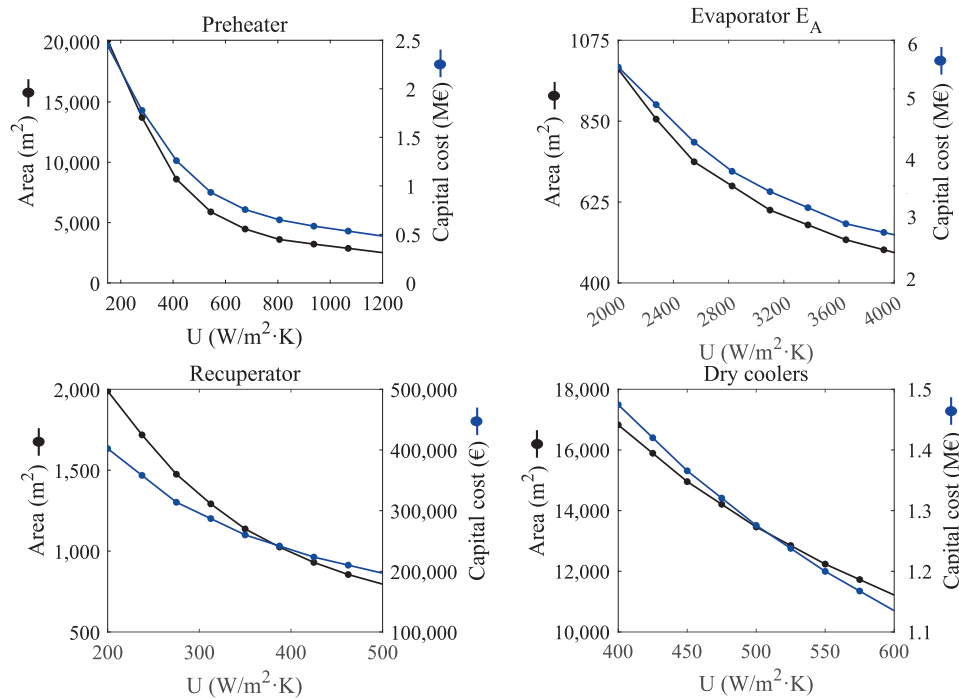 Preheater
20,000
15,000
10,000
5,000
0
Area (m²)
2.5
2
1.5
1
0.5
0
Capital cost (M€)
200 400 600 800 1000 1200
U (W/m²·K)
Evaporator E_A
1075
850
625
400
Area (m²)
6
5
4
3
2
Capital cost (M€)
2000 2400 2800 3200 3600 4000
U (W/m²·K)
Recuperator
2,000
1,500
1,000
500
Area (m²)
500,000
400,000
300,000
200,000
100,000
Capital cost (€)
200 300 400 500
U (W/m²·K)
Dry coolers
18,000
16,000
14,000
12,000
10,000
Area (m²)
1.5
1.4
1.3
1.2
1.1
Capital cost (M€)
400 450 500 550 600
U (W/m²·K)